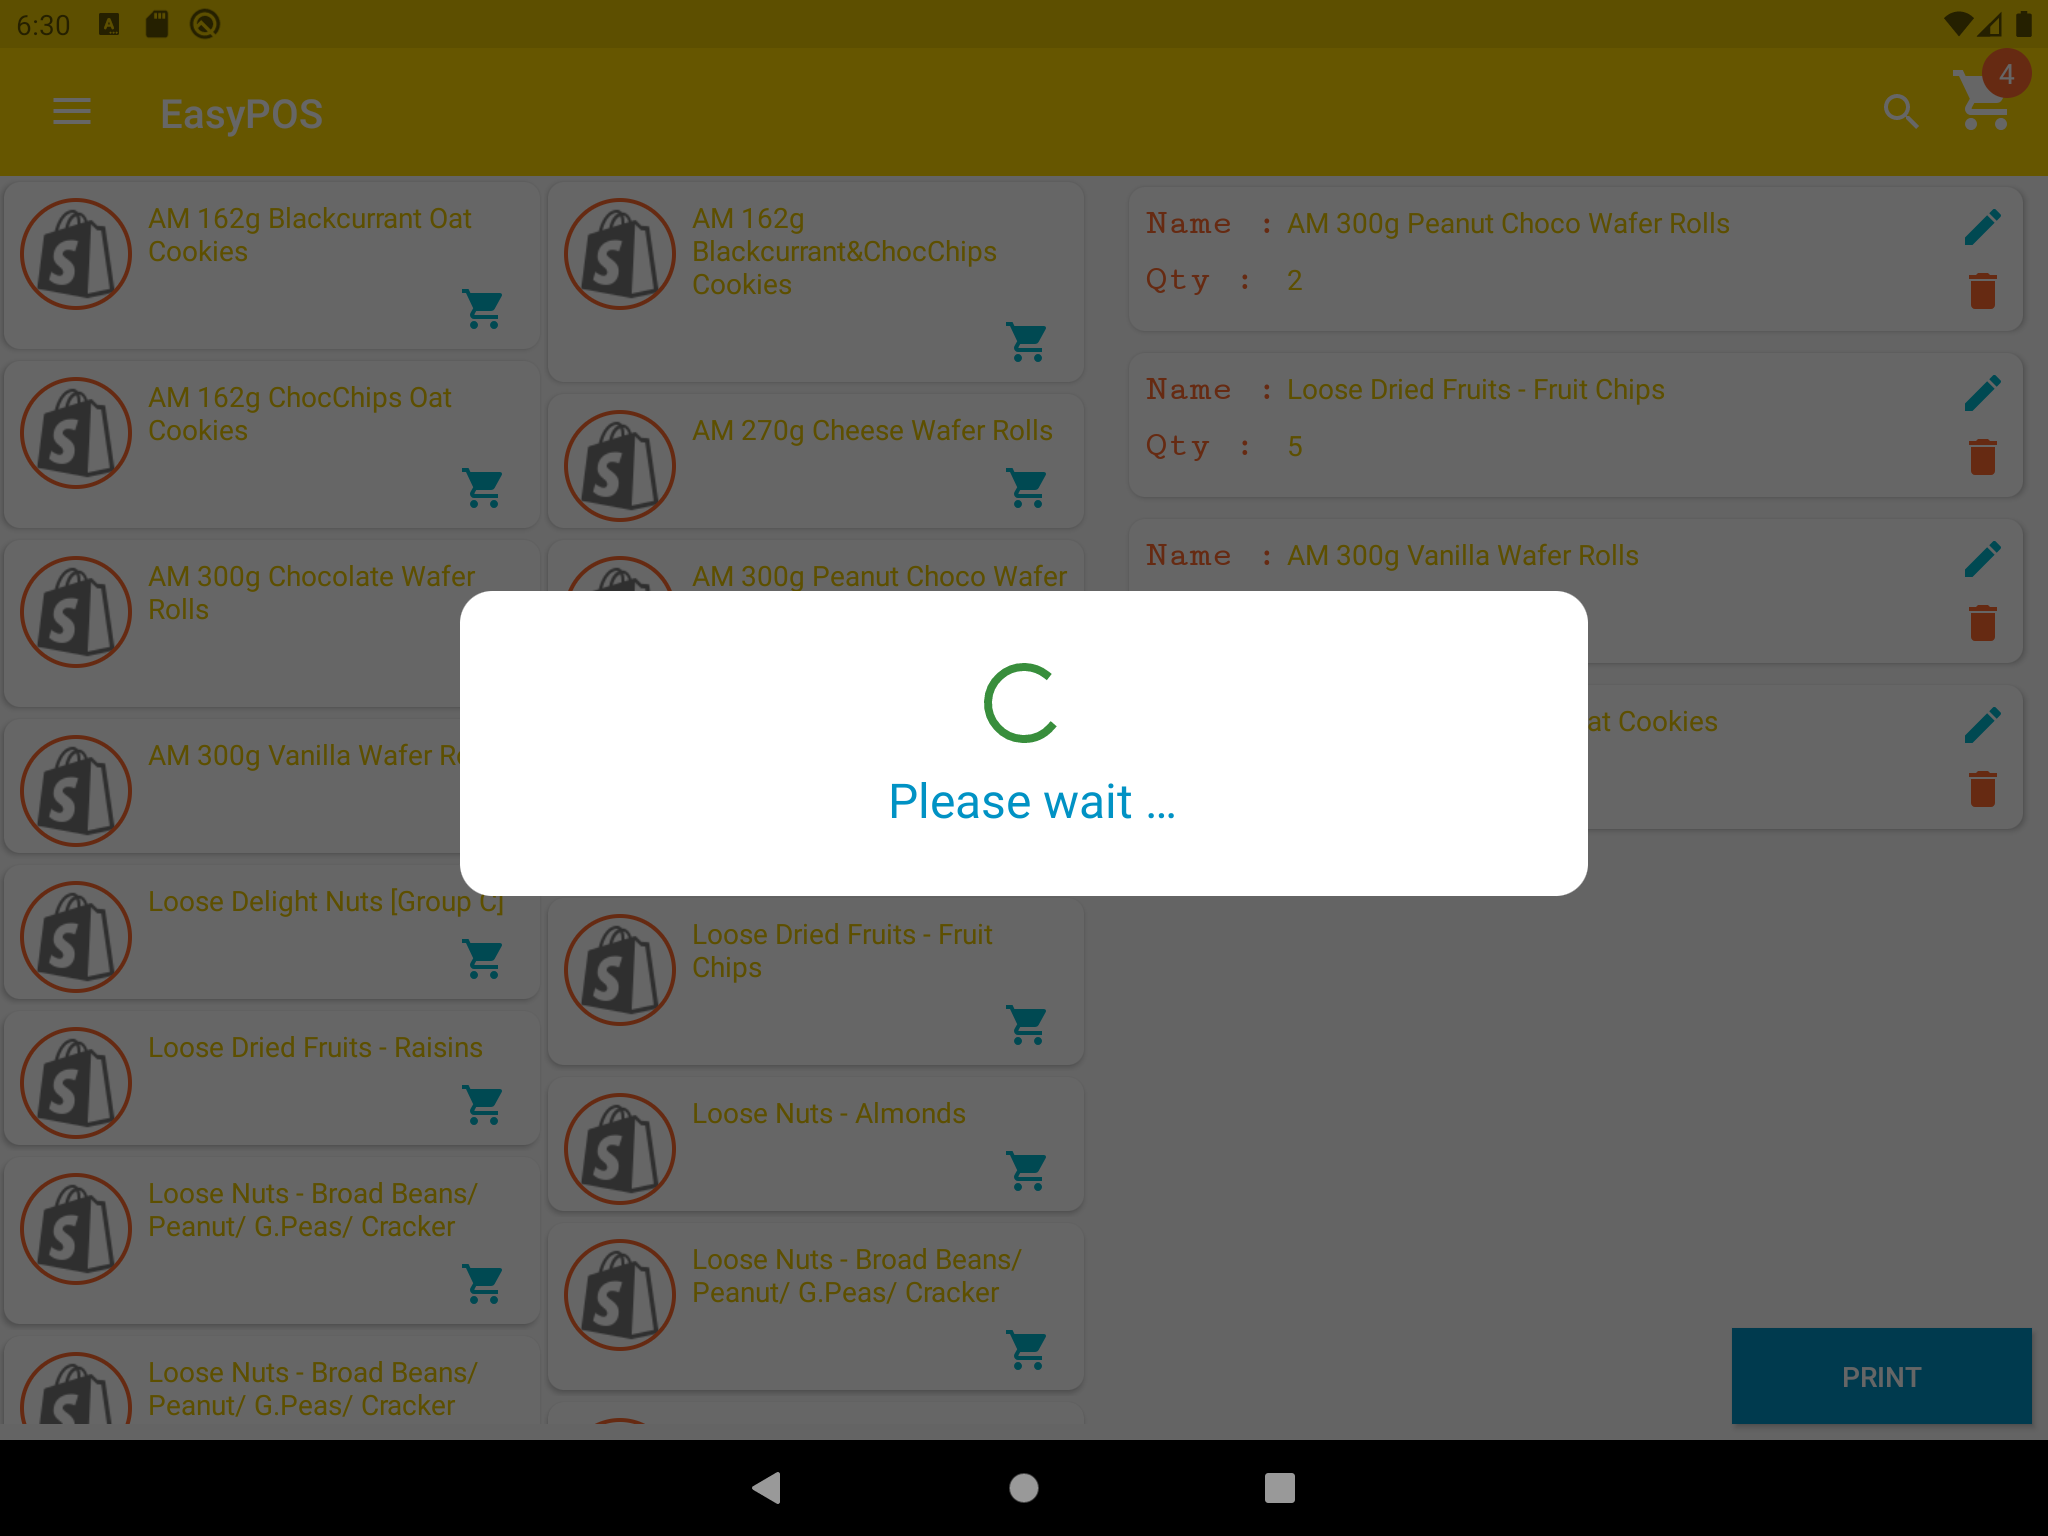 6:30
EasyPOS
4
AM 162g Blackcurrant Oat
Cookies
AM 162g ChocChips Oat
Cookies
AM 300g Chocolate Wafer
Rolls
AM 300g Vanilla Wafer
Loose Delight Nuts [Group C]
Loose Dried Fruits - Raisins
Loose Nuts - Broad Beans/
Peanut/ G.Peas/ Cracker
Loose Nuts - Broad Beans/
Peanut/ G.Peas/ Cracker
AM 162g
Blackcurrant&ChocChips
Cookies
AM 270g Cheese Wafer Rolls
AM 300g Peanut Choco Wafer
Loose Dried Fruits - Fruit
Chips
Loose Nuts - Almonds
Loose Nuts - Broad Beans/
Peanut/ G.Peas/ Cracker
Name : AM 300g Peanut Choco Wafer Rolls
Qty : 2
Name : Loose Dried Fruits - Fruit Chips
Qty : 5
Name : AM 300g Vanilla Wafer Rolls
at Cookies
Please wait ...
PRINT